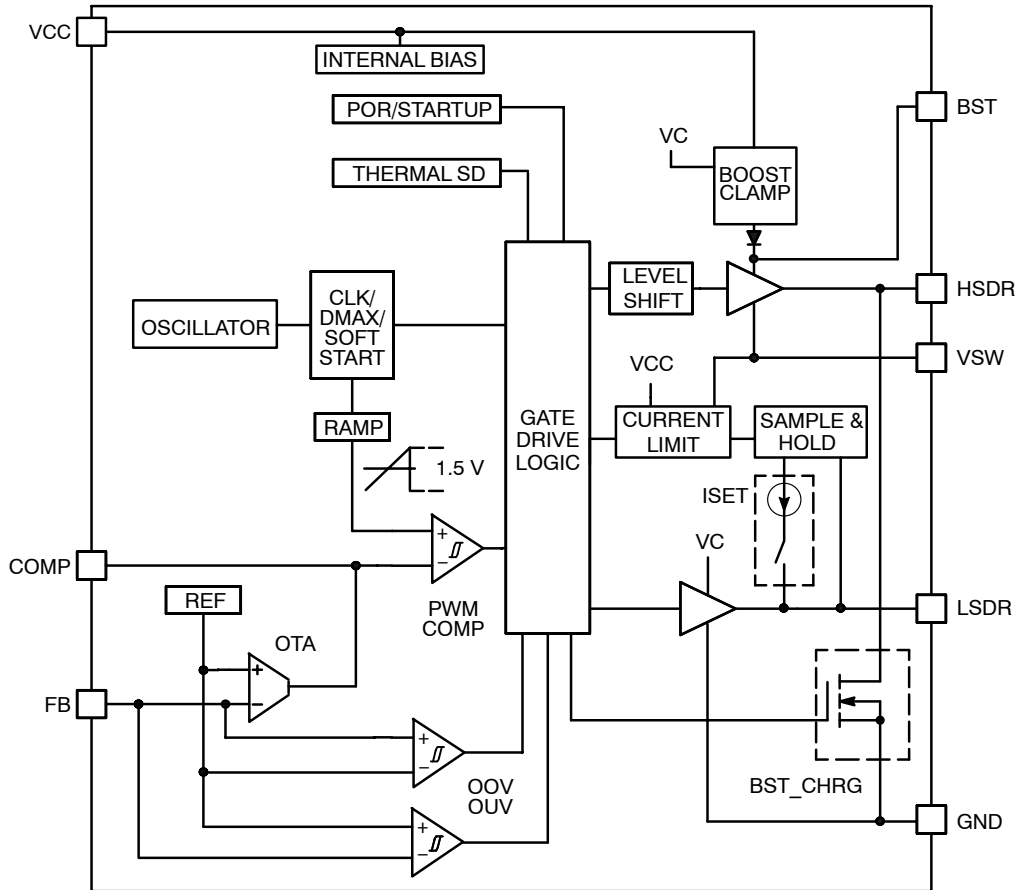 VCC
INTERNAL BIAS
POR/STARTUP
THERMAL SD
VC
BOOST
CLAMP
BST
OSCILLATOR
CLK/
DMAX/
SOFT
START
LEVEL
SHIFT
HSDR
VSW
RAMP
1.5 V
GATE
DRIVE
LOGIC
VCC
CURRENT
LIMIT
SAMPLE &
HOLD
ISET
VC
COMP
+
−
PWM
COMP
REF
LSDR
OTA
FB
+
−
+
−
OOV
OUV
+
−
BST_CHRG
GND